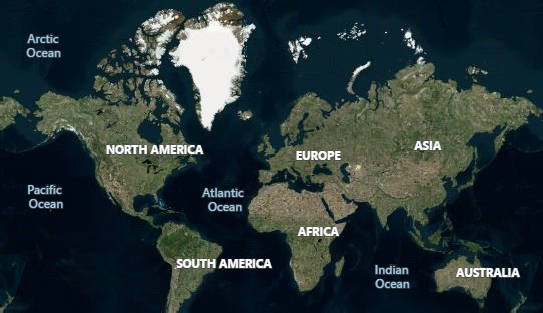 Arctic
Ocean
NORTH AMERICA
EUROPE
ASIA
Pacific
Ocean
Atlantic
Ocean
AFRICA
SOUTH AMERICA
Indian
Ocean
AUSTRALIA